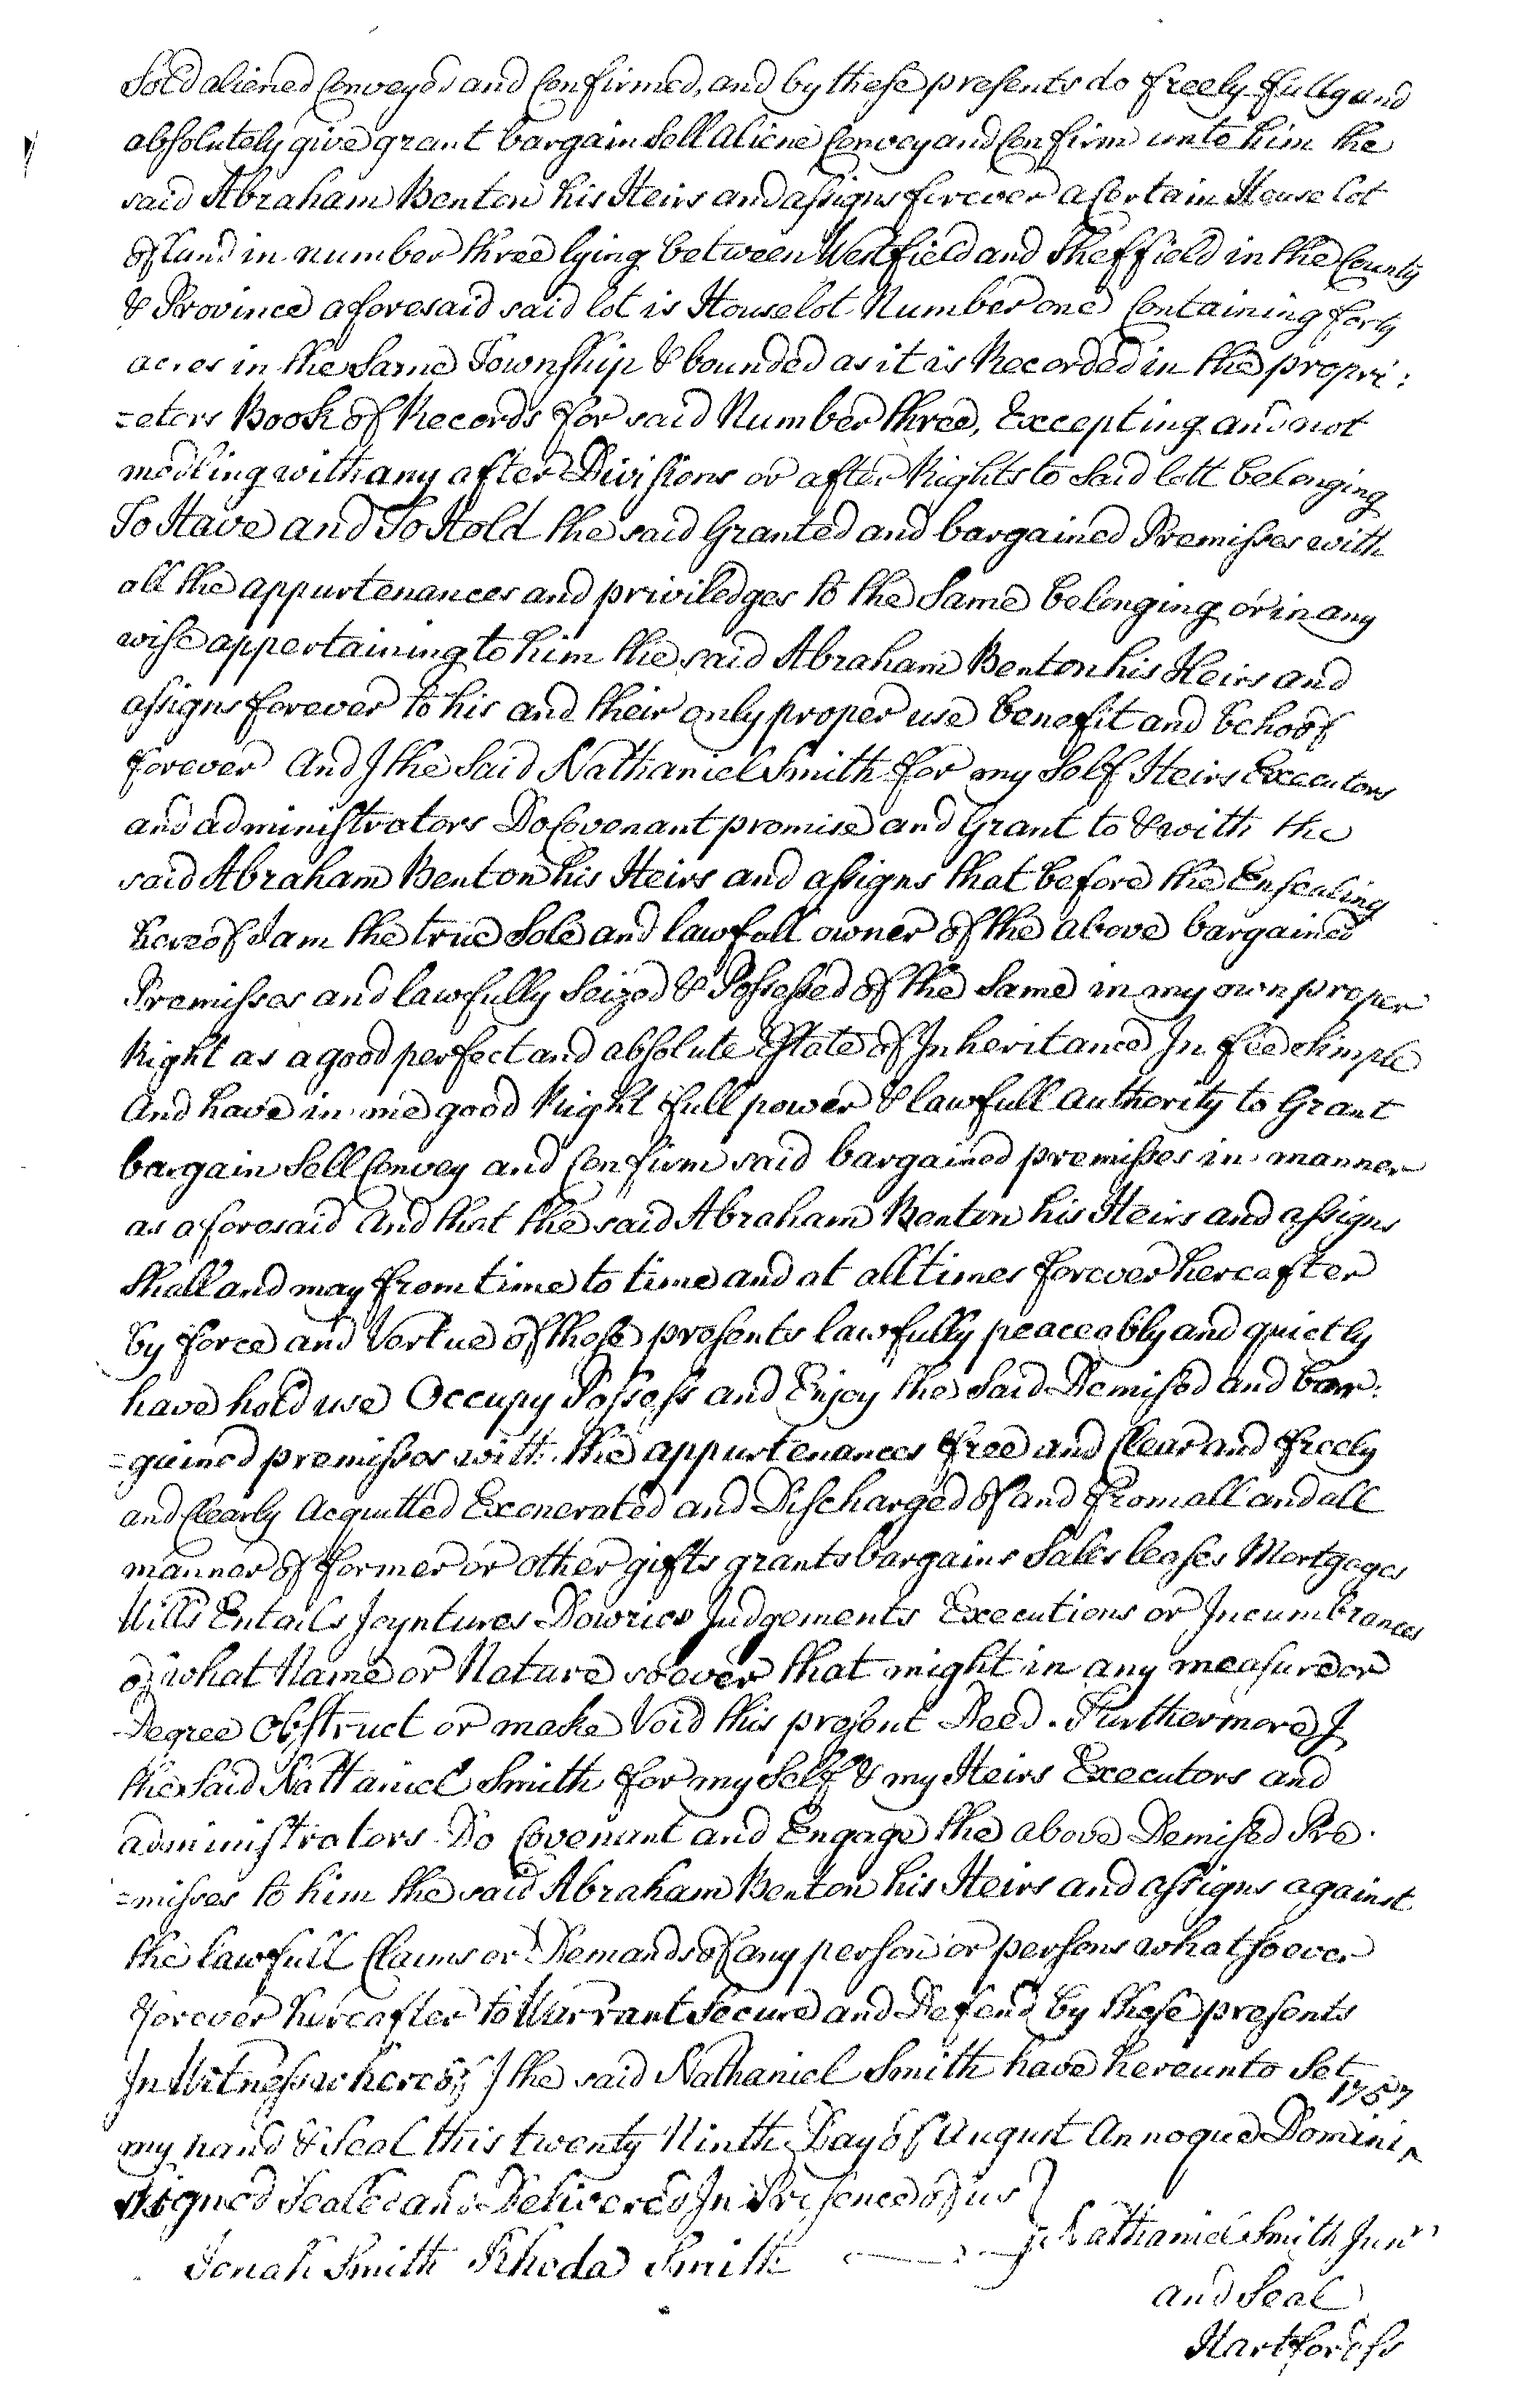 Sold aliened Conveyed and Confirmed, and by these presents do freely fully and
absolutely give grant bargain Sell Aliene Convey and Confirm unto him the
said Abraham Benton his Heirs and assigns forever a Certain House lot
of Land in number three lying between Westfield and Sheffield in the County
& Province aforesaid said lot is House lot Number one Containing forty
acres in the Same Township & bounded as it is Recorded in the propri:
=etors Book of Records for said Number three, Excepting and not
medling with any after Divisions or after Rights to Said lott belonging
To Have and To Hold the said Granted and bargained Premisses with
all the appurtenances and priviledges to the Same belonging or in any
wise appertaining to him the said Abraham Benton his Heirs and
assigns forever to his and their only proper use benefit and behoof
forever And I the Said Nathaniel Smith for my Self Heirs Executors
and administrators Do Covenant promise and Grant to & with the
said Abraham Benton his Heirs and assigns that before the Ensealing
hereof I am the true Sole and lawfull owner of the above bargained
Premisses and lawfully Seized & Possessed of the Same in my own proper
Right as a good perfect and absolute Estate of Inheritance In fee Simple
And have in me good Right full power & lawfull authority to Grant
bargain Sell Convey and Confirm said bargained premisses in manner
as aforesaid And that the said Abraham Benton his Heirs and assigns
Shall and may from time to time and at all times forever hereafter
by force and Vertue of these presents lawfully peaceably and quietly
have hold use Occupy Possess and Enjoy the Said Demised and bar:
=gained premisses with the appurtenances free and Clear and freely
and Clearly Acquitted Exonerated and Discharged of and from all and all
manner of former or other gifts grants bargains Sales leases Mortgages
Wills Entails Joyntures Dowries Judgements Executions or Incumbrances
of what Name or Nature soever that might in any measure or
Degree obstruct or make Void this present Deed. Furthermore I
the Said Nathaniel Smith for my Self & my Heirs Executors and
administrators Do Covenant and Engage the above Demised Pre.
=misses to him the said Abraham Benton his Heirs and assigns against
the lawfull Claims or Demands of any person or persons whatsoever
forever hereafter to Warrant Secure and Defend by these presents
In Witness whereof I the said Nathaniel Smith have hereunto Set
1757
my hand & Seal this twenty Ninth Day of August Annoque Domini
Signed Sealed and Delivered In Presence of us
Nathaniel Smith Junr
Jonah Smith Rhoda Smith
and Seal
Hartford ss